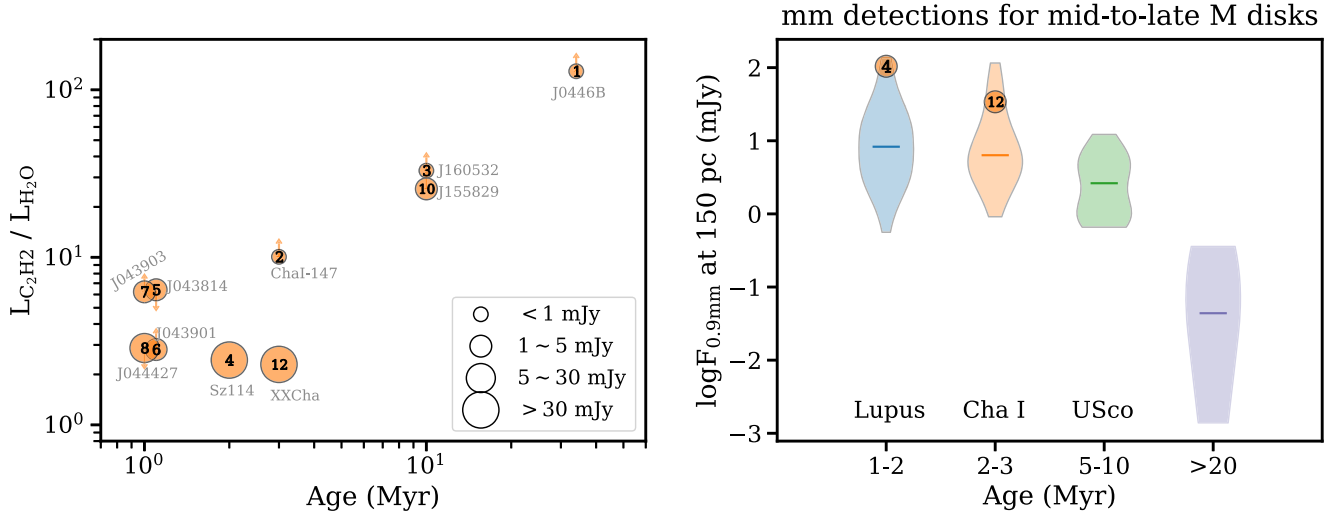 mm detections for mid-to-late M disks
10²
10¹
10⁰
L_C₂H2 / L_H₂O
1
J0446B
3
J160532
10
J155829
2
ChaI-147
J043903
7
5
J043814
J043901
8
6
J044427
4
Sz114
12
XXCha
< 1 mJy
1 ~ 5 mJy
5 ~ 30 mJy
> 30 mJy
10⁰
10¹
Age (Myr)
logF_0.9mm at 150 pc (mJy)
2
1
0
−1
−2
−3
4
12
Lupus
Cha I
USco
1-2
2-3
5-10
>20
Age (Myr)